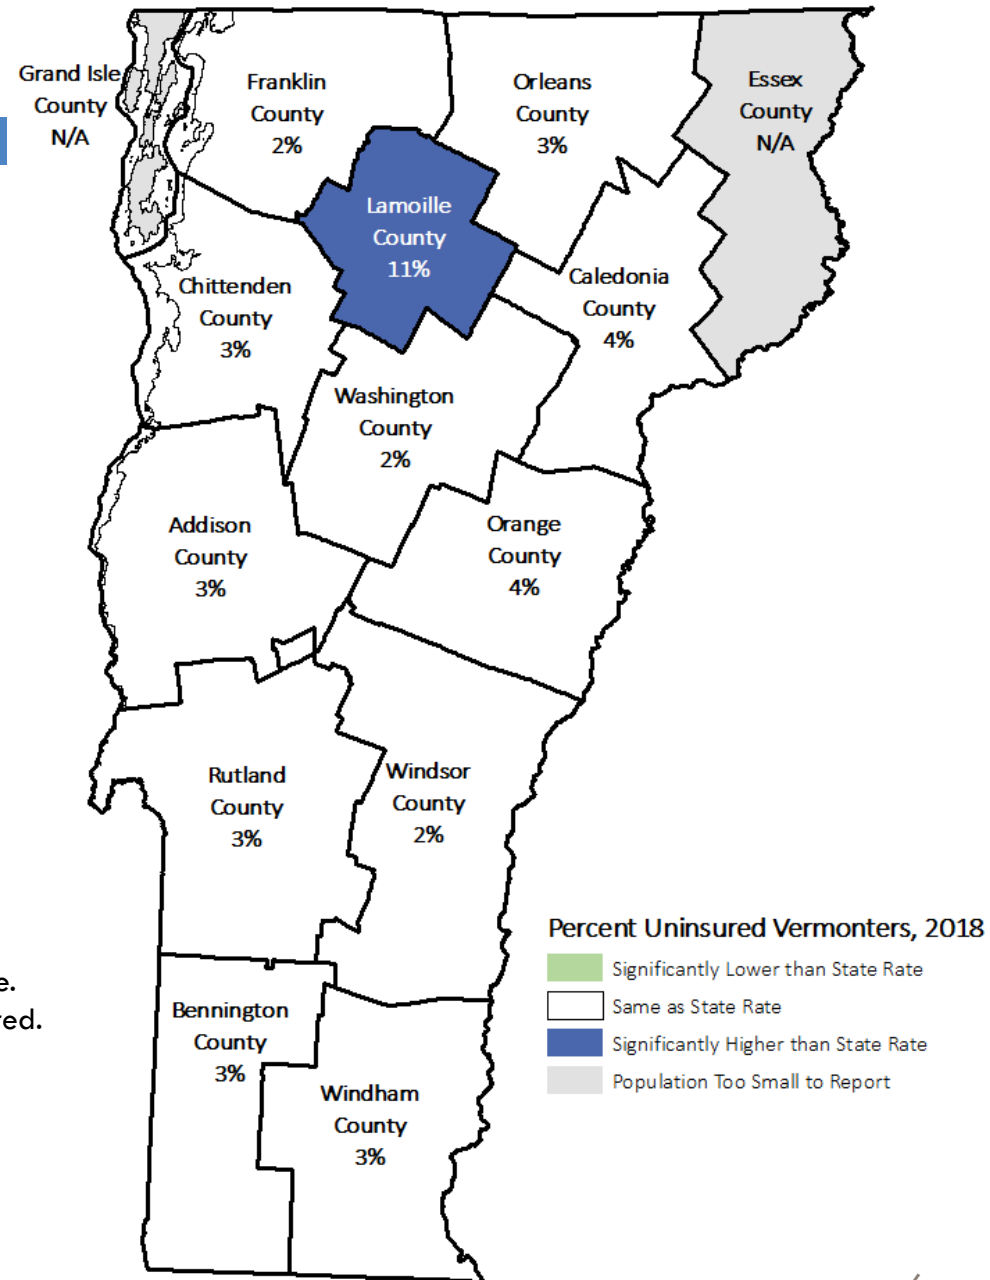 Grand Isle
County
N/A
Franklin
County
2%
Orleans
County
3%
Essex
County
N/A
Lamoille
County
11%
Chittenden
County
3%
Caledonia
County
4%
Washington
County
2%
Addison
County
3%
Orange
County
4%
Rutland
County
3%
Windsor
County
2%
Bennington
County
3%
Windham
County
3%
Percent Uninsured Vermonters, 2018
Significantly Lower than State Rate
Same as State Rate
Significantly Higher than State Rate
Population Too Small to Report